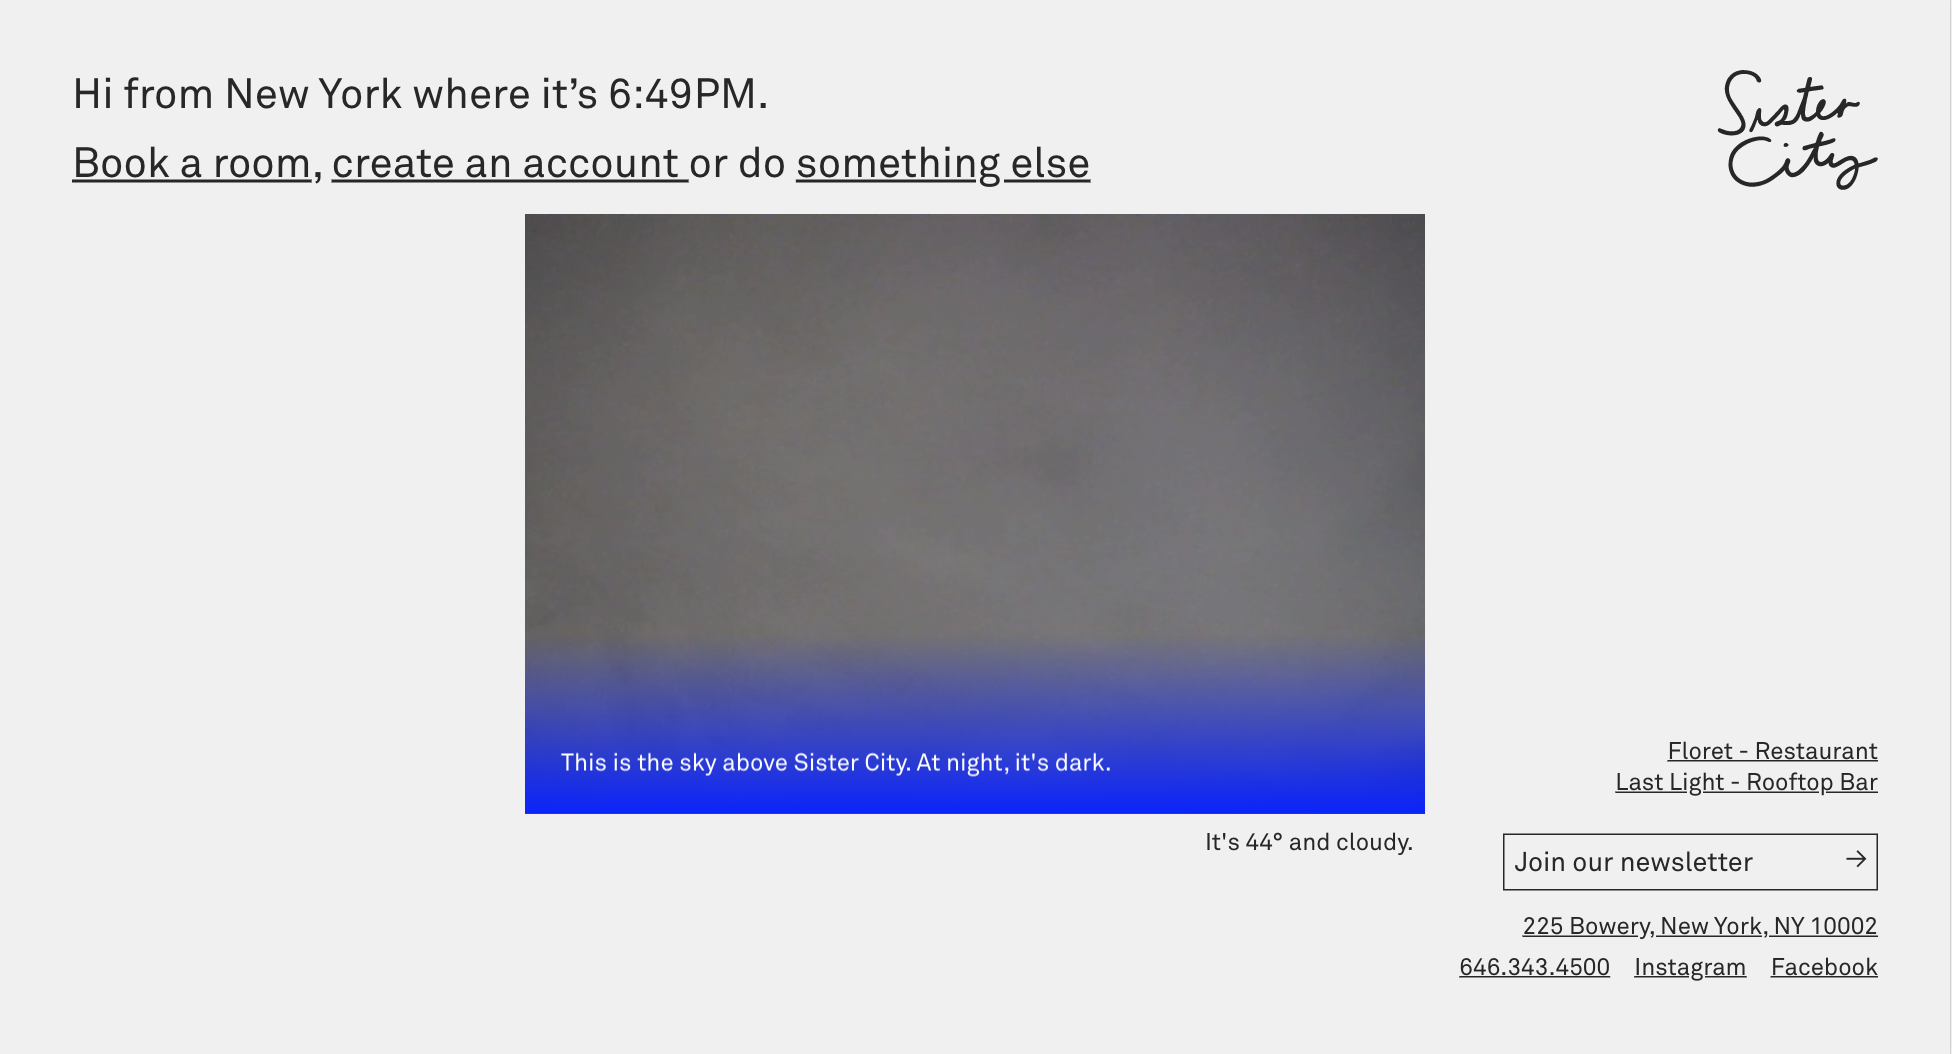 Hi from New York where it’s 6:49PM.
Book a room, create an account or do something else
Sister
City
This is the sky above Sister City. At night, it's dark.
It's 44° and cloudy.
Floret - Restaurant
Last Light - Rooftop Bar
Join our newsletter →
225 Bowery, New York, NY 10002
646.343.4500 Instagram Facebook